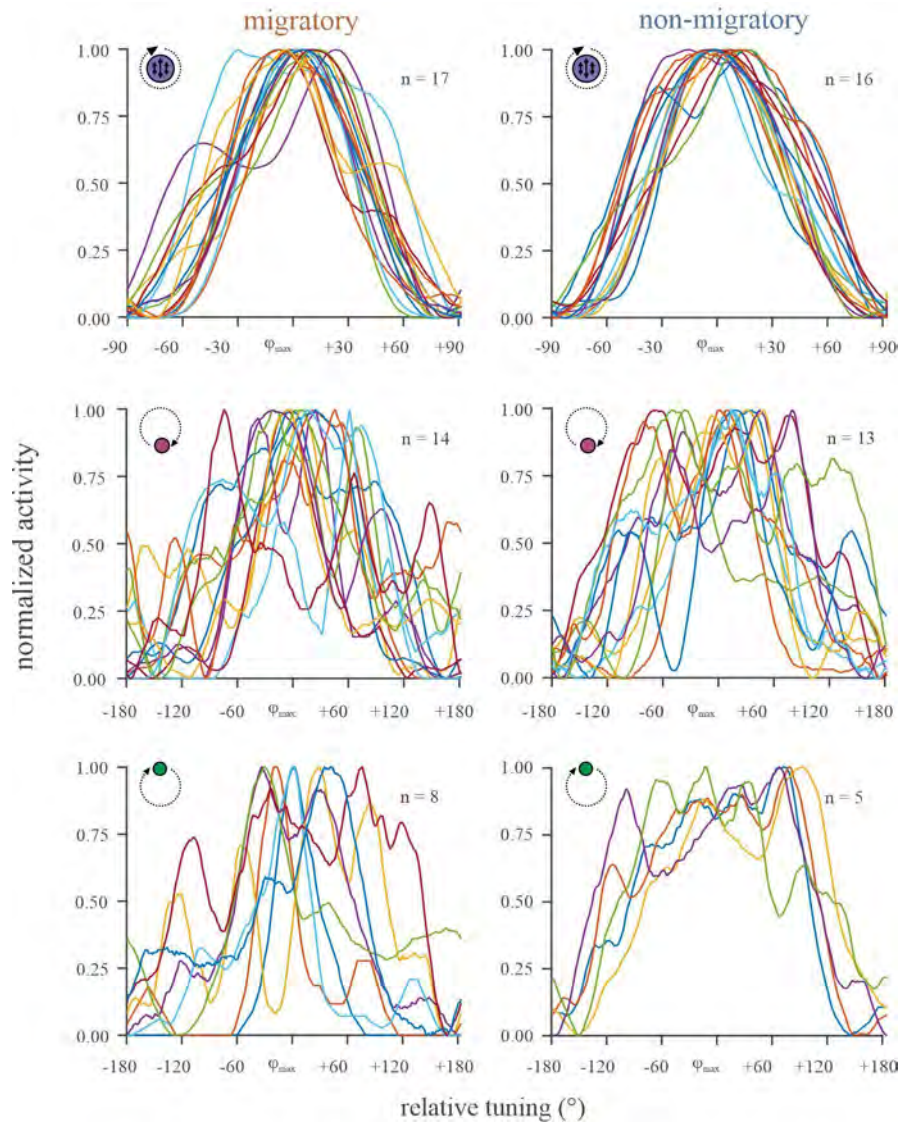 migratory
non-migratory
1.00
0.75
0.50
0.25
0.00
n = 17
-90 -60 -30 φmax +30 +60 +90
1.00
0.75
0.50
0.25
0.00
n = 16
-90 -60 -30 φmax +30 +60 +90
normalized activity
1.00
0.75
0.50
0.25
0.00
n = 14
-180 -120 -60 φmax +60 +120 +180
1.00
0.75
0.50
0.25
0.00
n = 13
-180 -120 -60 φmax +60 +120 +180
1.00
0.75
0.50
0.25
0.00
n = 8
-180 -120 -60 φmax +60 +120 +180
1.00
0.75
0.50
0.25
0.00
n = 5
-180 -120 -60 φmax +60 +120 +180
relative tuning (°)